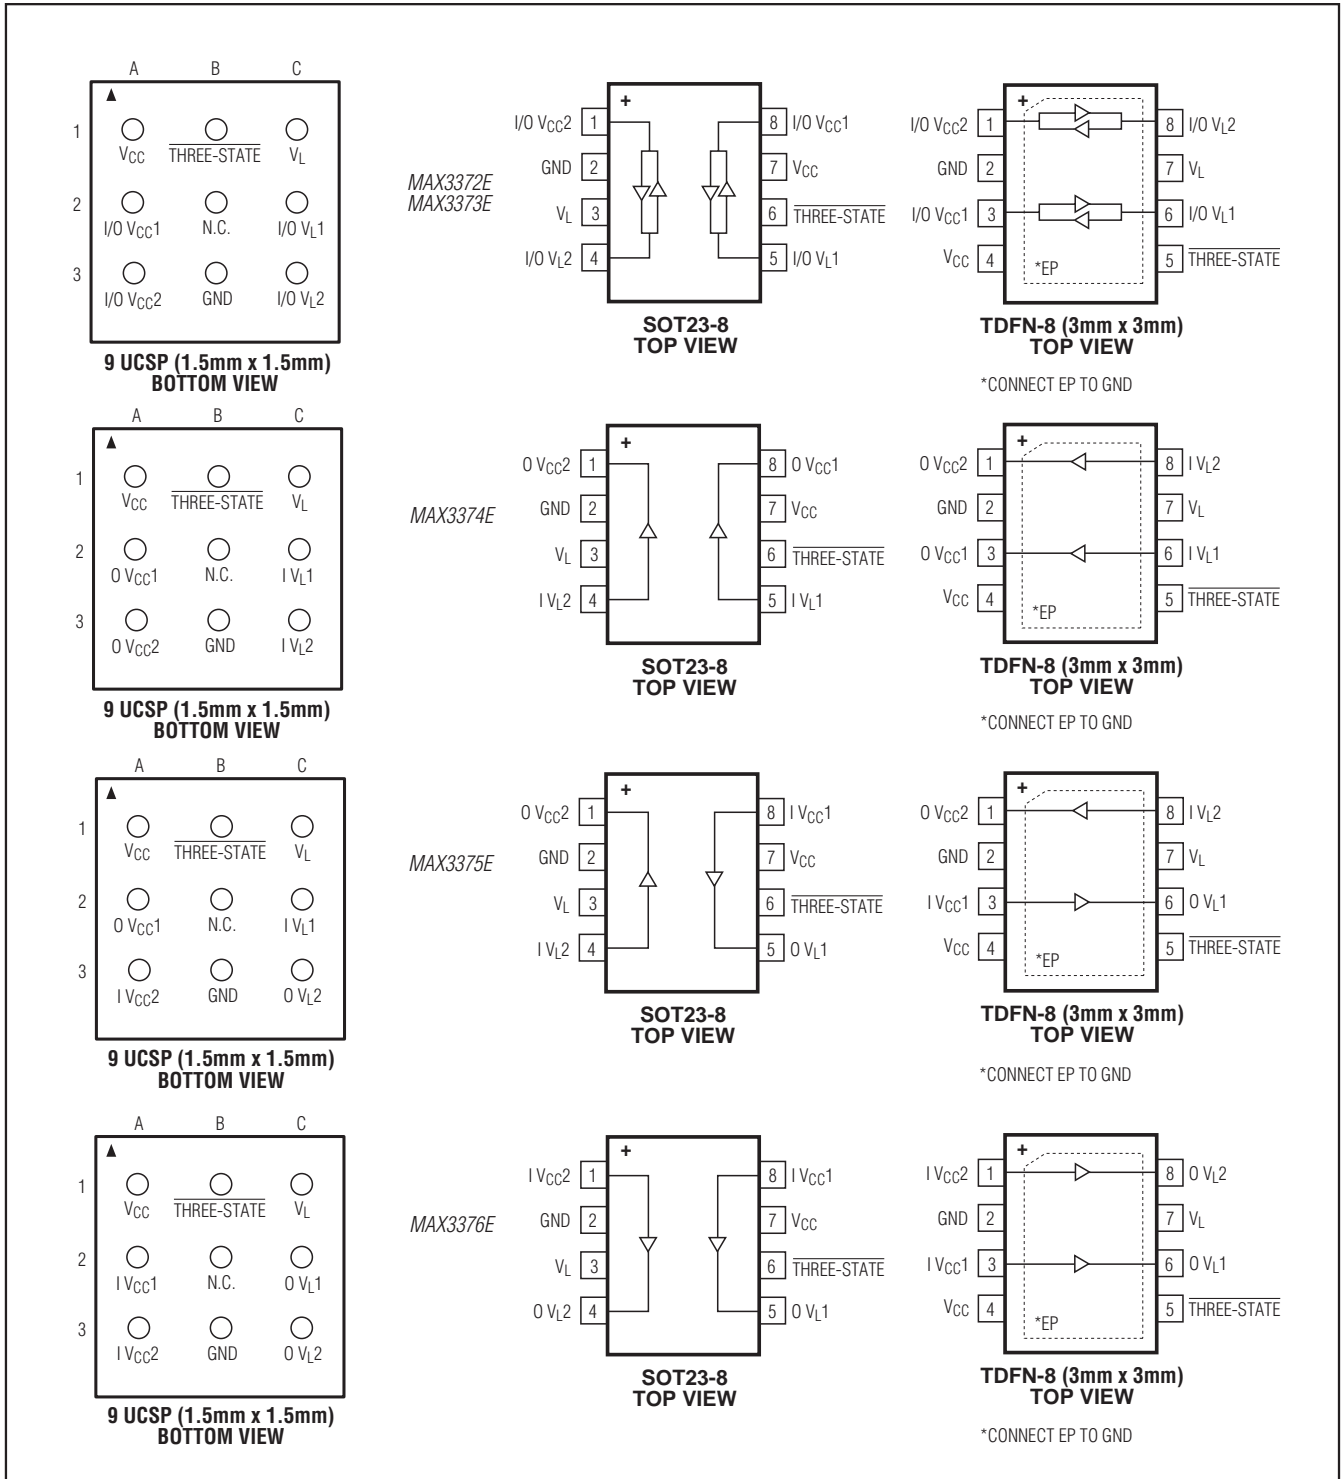 A B C
1
VCC THREE-STATE VL
2
I/O VCC1 N.C. I/O VL1
3
I/O VCC2 GND I/O VL2
9 UCSP (1.5mm x 1.5mm)
BOTTOM VIEW
MAX3372E
MAX3373E
+
I/O VCC2 1 8 I/O VCC1
GND 2 7 VCC
VL 3 6 THREE-STATE
I/O VL2 4 5 I/O VL1
SOT23-8
TOP VIEW
+
I/O VCC2 1 8 I/O VL2
GND 2 7 VL
I/O VCC1 3 6 I/O VL1
VCC 4 5 THREE-STATE
*EP
TDFN-8 (3mm x 3mm)
TOP VIEW
*CONNECT EP TO GND
A B C
1
VCC THREE-STATE VL
2
O VCC1 N.C. I VL1
3
O VCC2 GND I VL2
9 UCSP (1.5mm x 1.5mm)
BOTTOM VIEW
MAX3374E
+
O VCC2 1 8 O VCC1
GND 2 7 VCC
VL 3 6 THREE-STATE
I VL2 4 5 I VL1
SOT23-8
TOP VIEW
+
O VCC2 1 8 I VL2
GND 2 7 VL
O VCC1 3 6 I VL1
VCC 4 5 THREE-STATE
*EP
TDFN-8 (3mm x 3mm)
TOP VIEW
*CONNECT EP TO GND
A B C
1
VCC THREE-STATE VL
2
O VCC1 N.C. I VL1
3
I VCC2 GND O VL2
9 UCSP (1.5mm x 1.5mm)
BOTTOM VIEW
MAX3375E
+
O VCC2 1 8 I VCC1
GND 2 7 VCC
VL 3 6 THREE-STATE
I VL2 4 5 O VL1
SOT23-8
TOP VIEW
+
O VCC2 1 8 I VL2
GND 2 7 VL
I VCC1 3 6 O VL1
VCC 4 5 THREE-STATE
*EP
TDFN-8 (3mm x 3mm)
TOP VIEW
*CONNECT EP TO GND
A B C
1
VCC THREE-STATE VL
2
I VCC1 N.C. O VL1
3
I VCC2 GND O VL2
9 UCSP (1.5mm x 1.5mm)
BOTTOM VIEW
MAX3376E
+
I VCC2 1 8 I VCC1
GND 2 7 VCC
VL 3 6 THREE-STATE
O VL2 4 5 O VL1
SOT23-8
TOP VIEW
+
I VCC2 1 8 O VL2
GND 2 7 VL
I VCC1 3 6 O VL1
VCC 4 5 THREE-STATE
*EP
TDFN-8 (3mm x 3mm)
TOP VIEW
*CONNECT EP TO GND